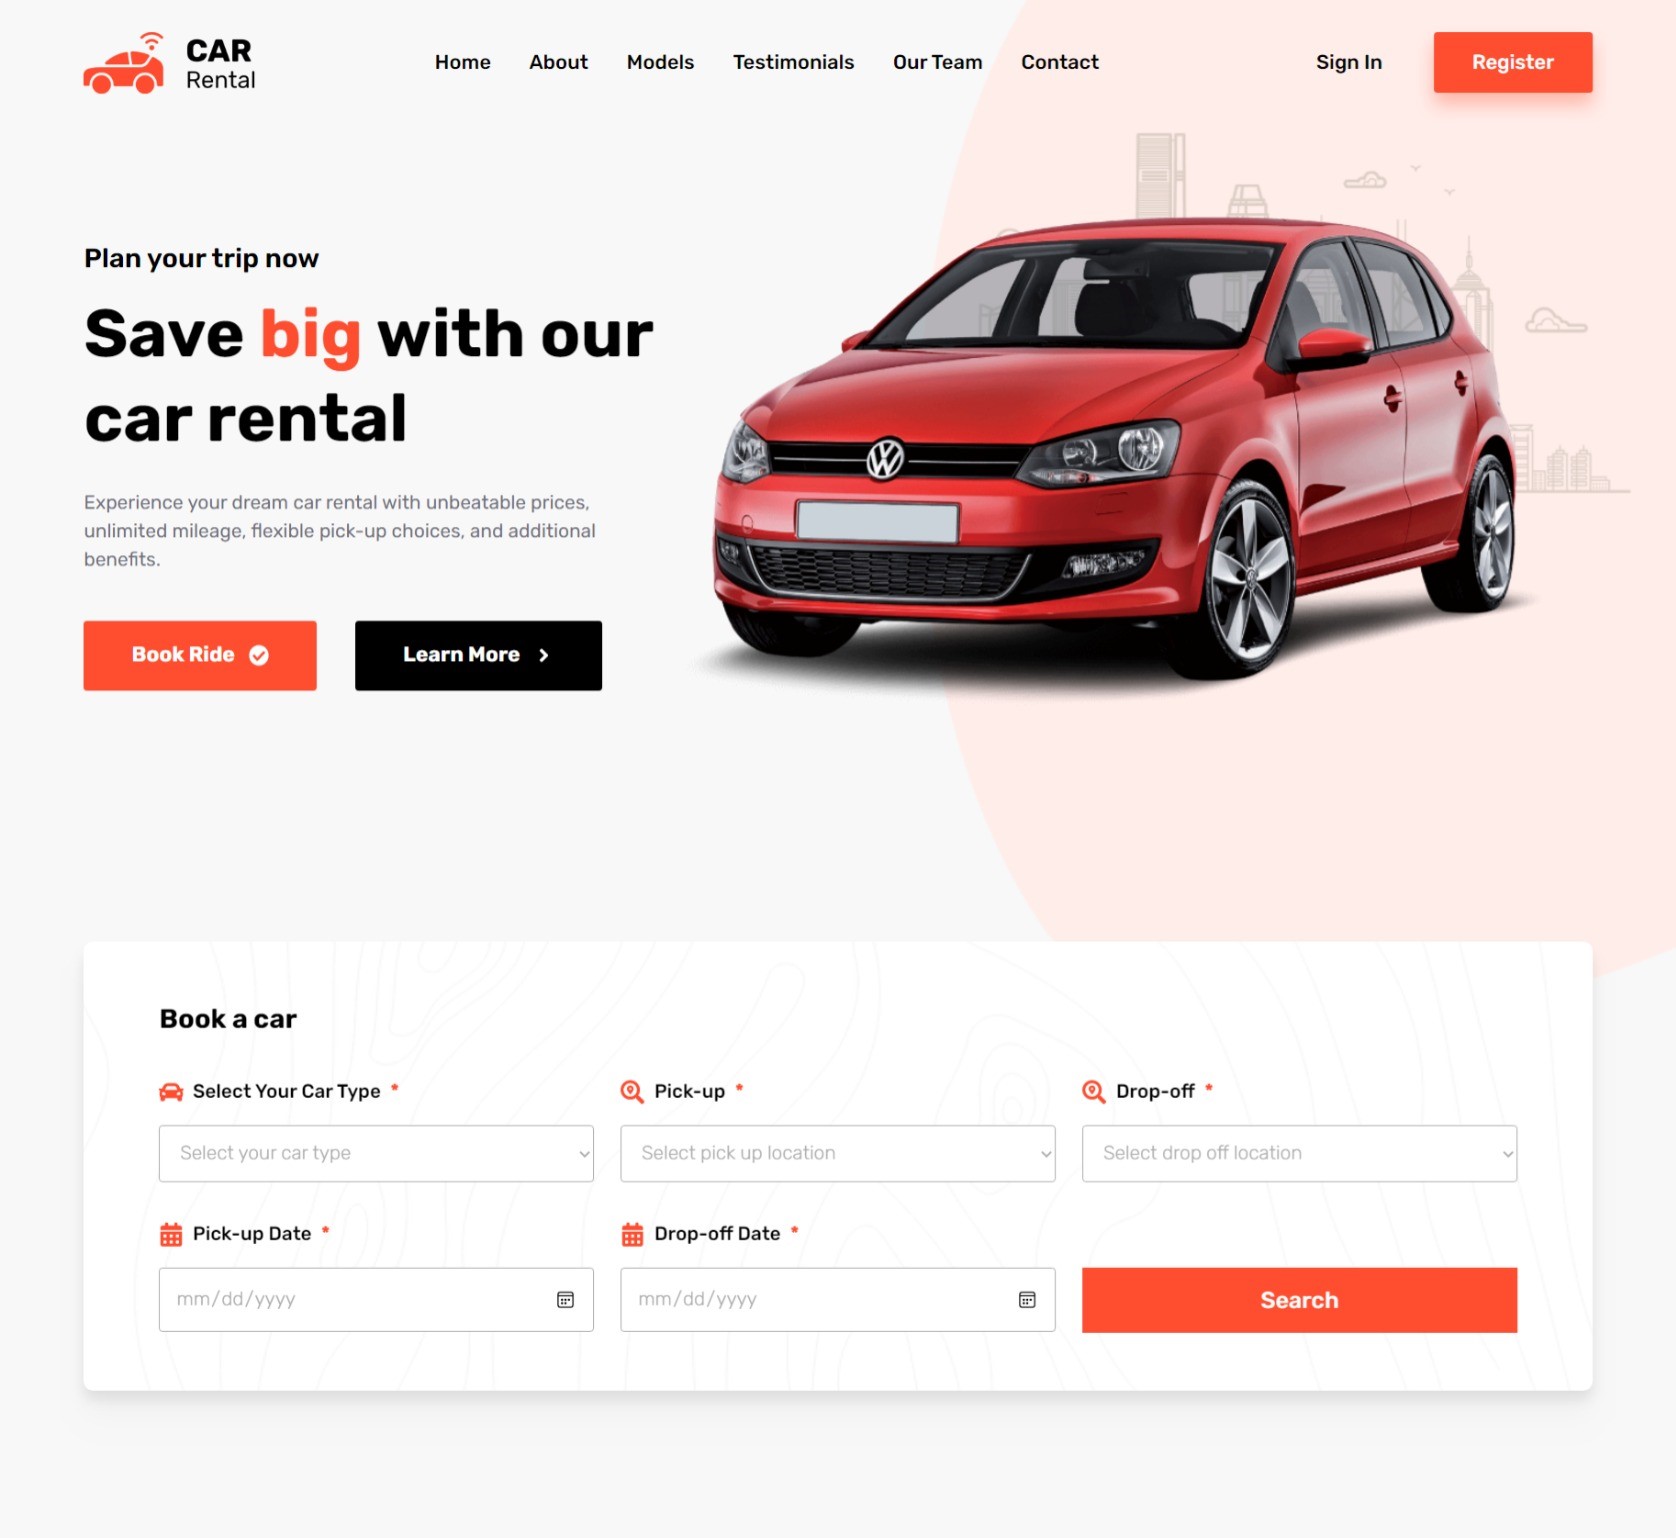 CAR
Rental
Home About Models Testimonials Our Team Contact Sign In Register
Plan your trip now
Save big with our
car rental
Experience your dream car rental with unbeatable prices,
unlimited mileage, flexible pick-up choices, and additional
benefits.
Book Ride Learn More
Book a car
Select Your Car Type * Pick-up * Drop-off *
Select your car type Select pick up location Select drop off location
Pick-up Date * Drop-off Date *
mm/dd/yyyy mm/dd/yyyy Search